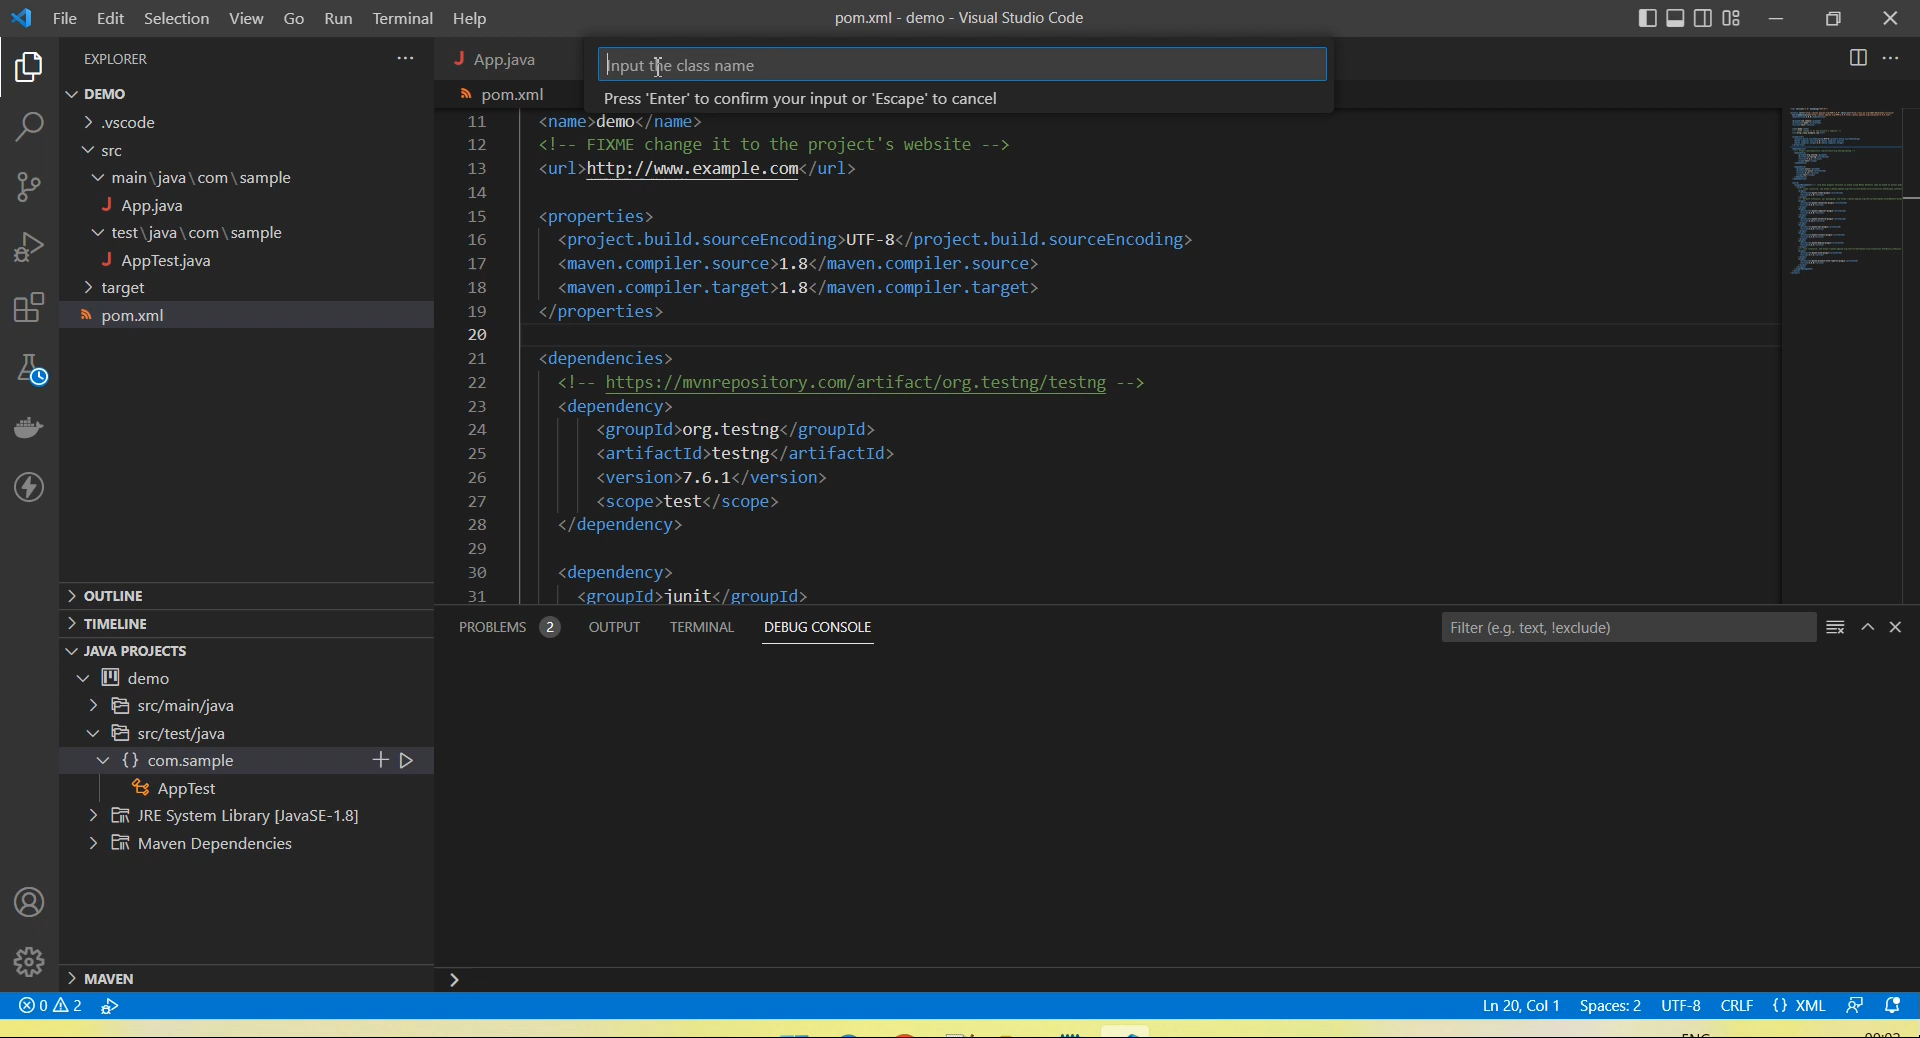 File Edit Selection View Go Run Terminal Help
pom.xml - demo - Visual Studio Code
EXPLORER
DEMO
.vscode
src
main\java\com\sample
App.java
test\java\com\sample
AppTest.java
target
pom.xml
OUTLINE
TIMELINE
JAVA PROJECTS
demo
src/main/java
src/test/java
com.sample
AppTest
JRE System Library [JavaSE-1.8]
Maven Dependencies
MAVEN
App.java
Input the class name
Press 'Enter' to confirm your input or 'Escape' to cancel
pom.xml
11 <name>demo</name>
12 <!-- FIXME change it to the project's website -->
13 <url>http://www.example.com</url>
14
15 <properties>
16 <project.build.sourceEncoding>UTF-8</project.build.sourceEncoding>
17 <maven.compiler.source>1.8</maven.compiler.source>
18 <maven.compiler.target>1.8</maven.compiler.target>
19 </properties>
20
21 <dependencies>
22 <!-- https://mvnrepository.com/artifact/org.testng/testng -->
23 <dependency>
24 <groupId>org.testng</groupId>
25 <artifactId>testng</artifactId>
26 <version>7.6.1</version>
27 <scope>test</scope>
28 </dependency>
29
30 <dependency>
31 <groupId>junit</groupId>
PROBLEMS 2 OUTPUT TERMINAL DEBUG CONSOLE
Filter (e.g. text, !exclude)
0 2
Ln 20, Col 1 Spaces: 2 UTF-8 CRLF {} XML